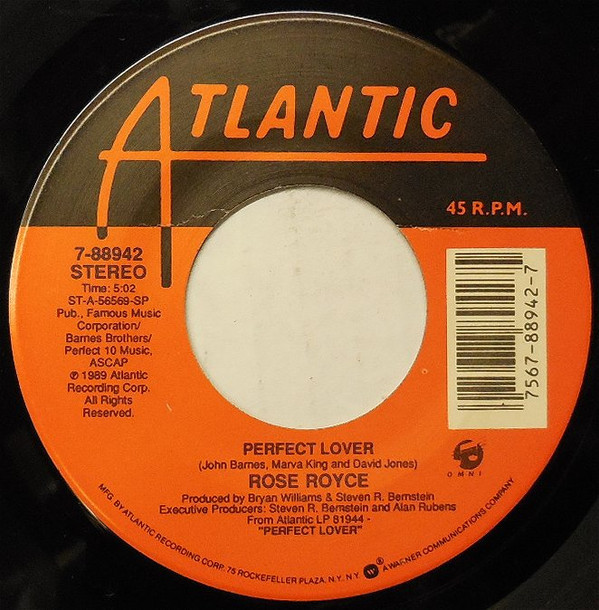 ATLANTIC
45 R.P.M.
7-88942
STEREO
Time: 5:02
ST-A-56569-SP
Pub., Famous Music
Corporation/
Barnes Brothers/
Perfect 10 Music,
ASCAP
℗ 1989 Atlantic
Recording Corp.
All Rights
Reserved.
7567-88942-7
PERFECT LOVER
(John Barnes, Marva King and David Jones)
ROSE ROYCE
Produced by Bryan Williams & Steven R. Bernstein
Executive Producers: Steven R. Bernstein and Alan Rubens
From Atlantic LP 81944 -
"PERFECT LOVER"
OMNI
MFG. BY ATLANTIC RECORDING CORP. 75 ROCKEFELLER PLAZA, N.Y. N.Y. W ® A WARNER COMMUNICATIONS COMPANY